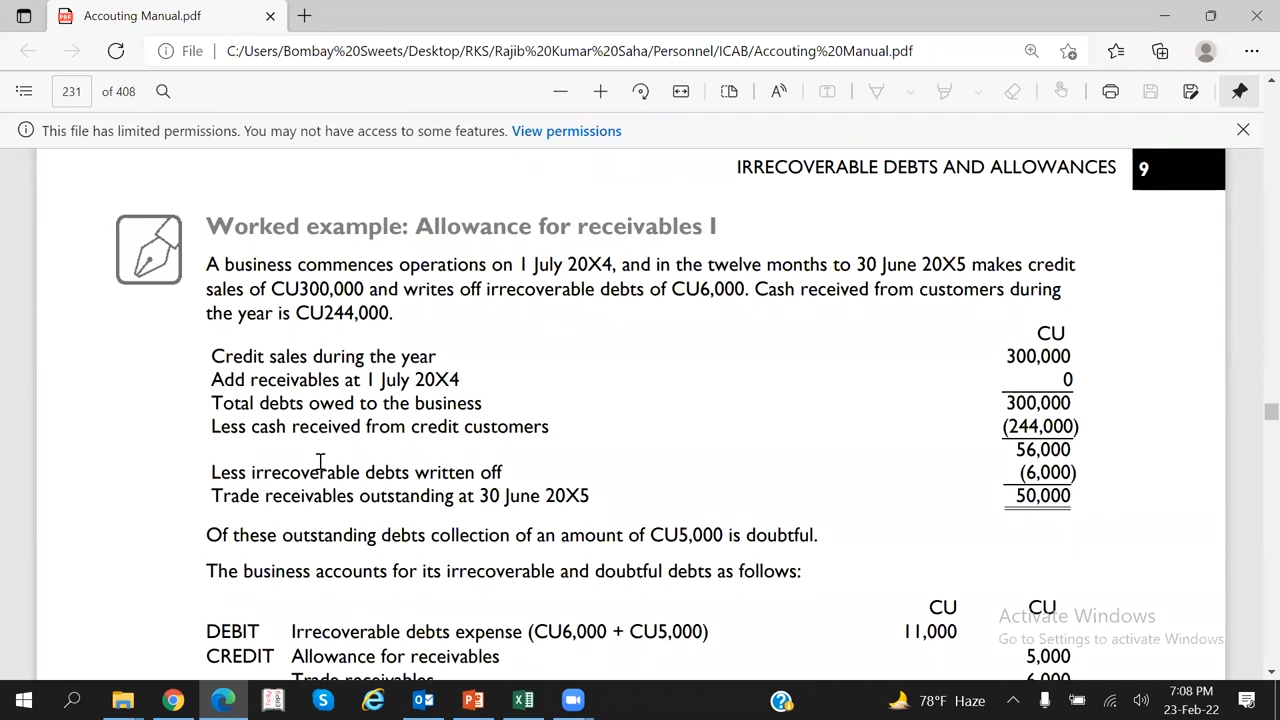 Accouting Manual.pdf
File
C:/Users/Bombay%20Sweets/Desktop/RKS/Rajib%20Kumar%20Saha/Personnel/ICAB/Accouting%20Manual.pdf
231 of 408
This file has limited permissions. You may not have access to some features. View permissions
IRRECOVERABLE DEBTS AND ALLOWANCES 9
Worked example: Allowance for receivables I
A business commences operations on 1 July 20X4, and in the twelve months to 30 June 20X5 makes credit
sales of CU300,000 and writes off irrecoverable debts of CU6,000. Cash received from customers during
the year is CU244,000.
CU
Credit sales during the year 300,000
Add receivables at 1 July 20X4 0
Total debts owed to the business 300,000
Less cash received from credit customers (244,000)
56,000
Less irrecoverable debts written off (6,000)
Trade receivables outstanding at 30 June 20X5 50,000
Of these outstanding debts collection of an amount of CU5,000 is doubtful.
The business accounts for its irrecoverable and doubtful debts as follows:
CU CU
Activate Windows
DEBIT Irrecoverable debts expense (CU6,000 + CU5,000) 11,000
Go to Settings to activate Windows
CREDIT Allowance for receivables 5,000
Trade receivables 6,000
78°F Haze
7:08 PM
23-Feb-22